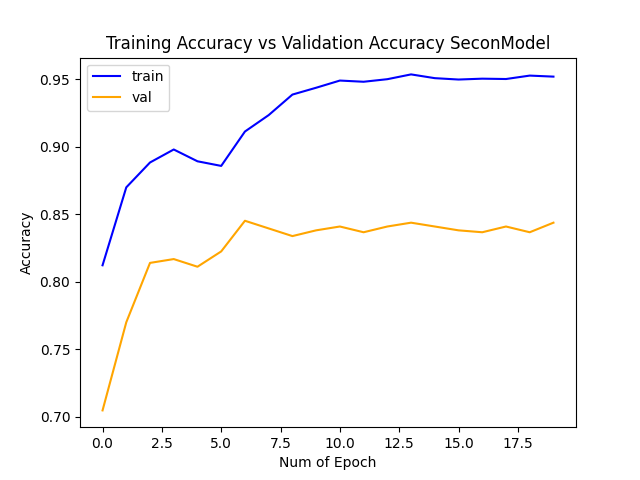 Training Accuracy vs Validation Accuracy SeconModel
train
val
Accuracy
0.95
0.90
0.85
0.80
0.75
0.70
0.0 2.5 5.0 7.5 10.0 12.5 15.0 17.5
Num of Epoch